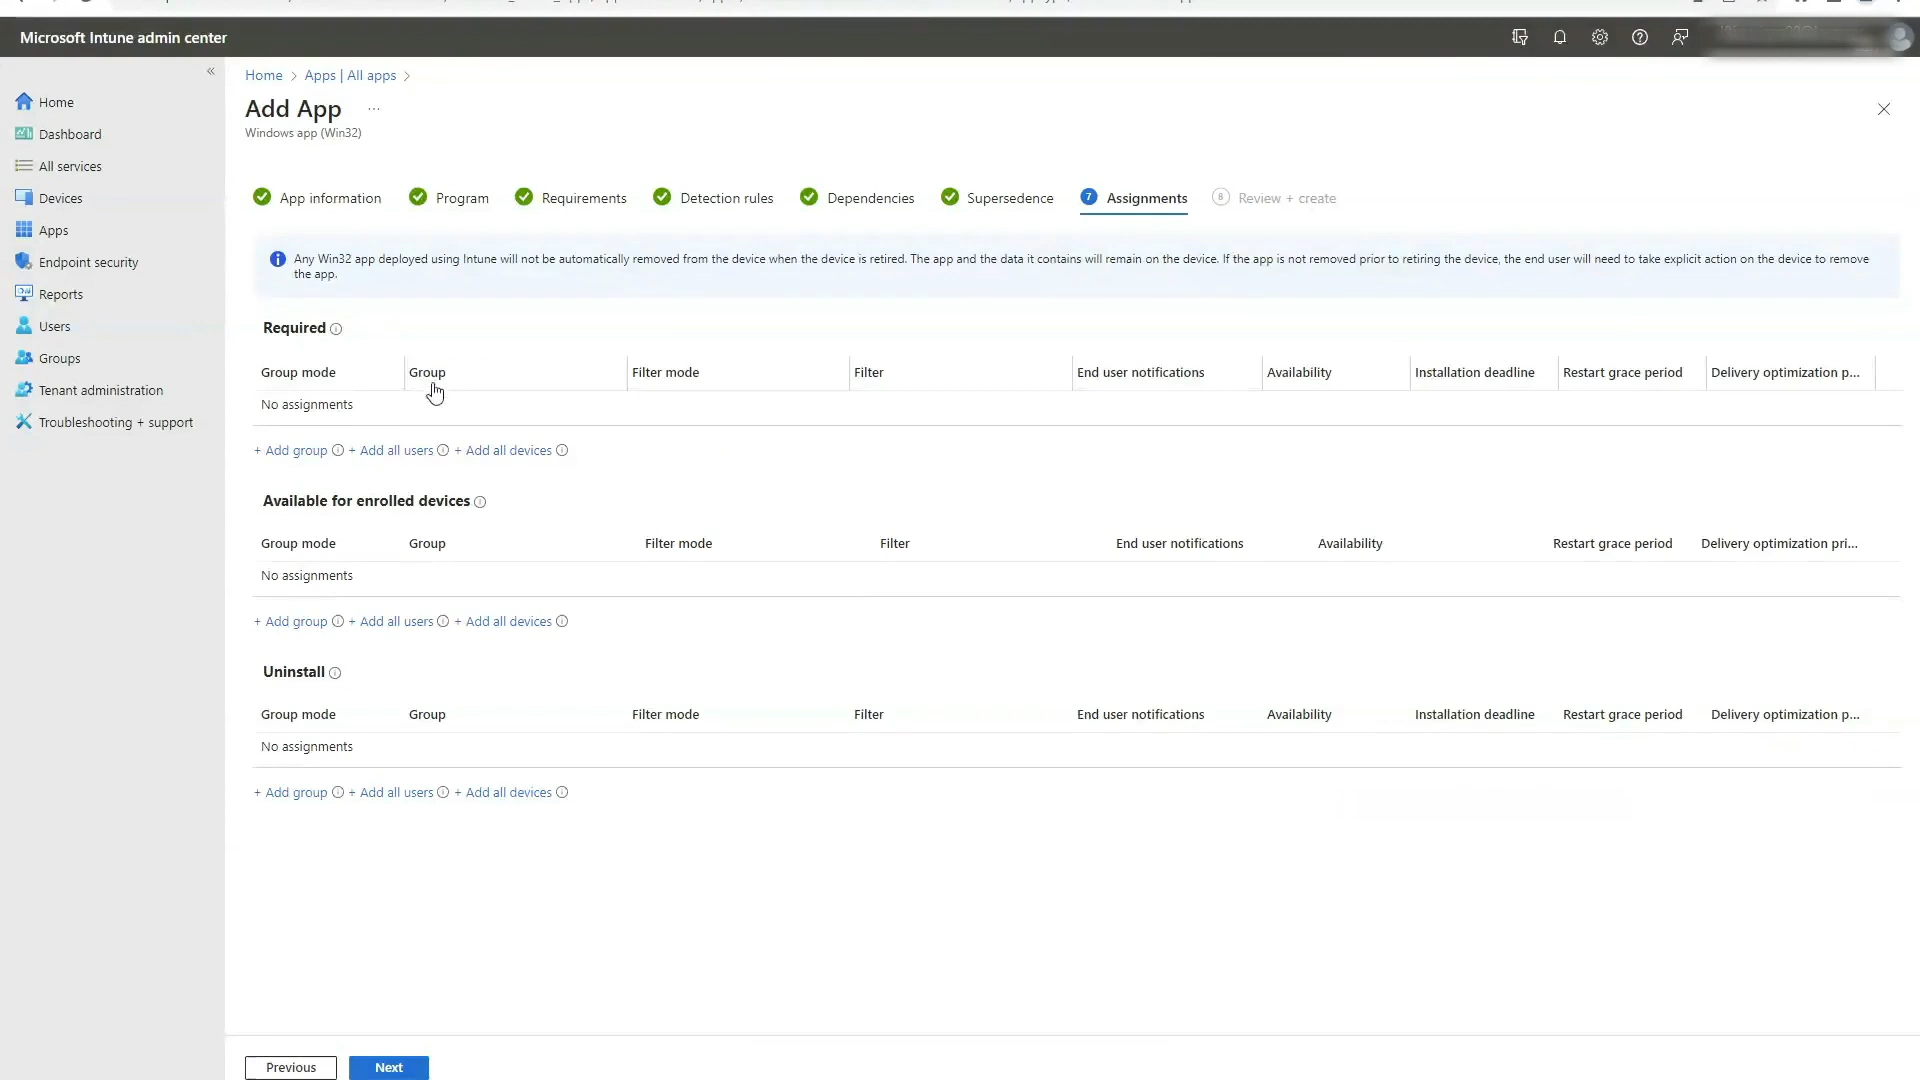 Microsoft Intune admin center
«
Home
Dashboard
All services
Devices
Apps
Endpoint security
Reports
Users
Groups
Tenant administration
Troubleshooting + support
Home > Apps | All apps >
Add App ...
Windows app (Win32)
App information Program Requirements Detection rules Dependencies Supersedence 7 Assignments 8 Review + create
Any Win32 app deployed using Intune will not be automatically removed from the device when the device is retired. The app and the data it contains will remain on the device. If the app is not removed prior to retiring the device, the end user will need to take explicit action on the device to remove
the app.
Required
Group mode Group Filter mode Filter End user notifications Availability Installation deadline Restart grace period Delivery optimization p...
No assignments
+ Add group + Add all users + Add all devices
Available for enrolled devices
Group mode Group Filter mode Filter End user notifications Availability Restart grace period Delivery optimization pri...
No assignments
+ Add group + Add all users + Add all devices
Uninstall
Group mode Group Filter mode Filter End user notifications Availability Installation deadline Restart grace period Delivery optimization p...
No assignments
+ Add group + Add all users + Add all devices
Previous Next